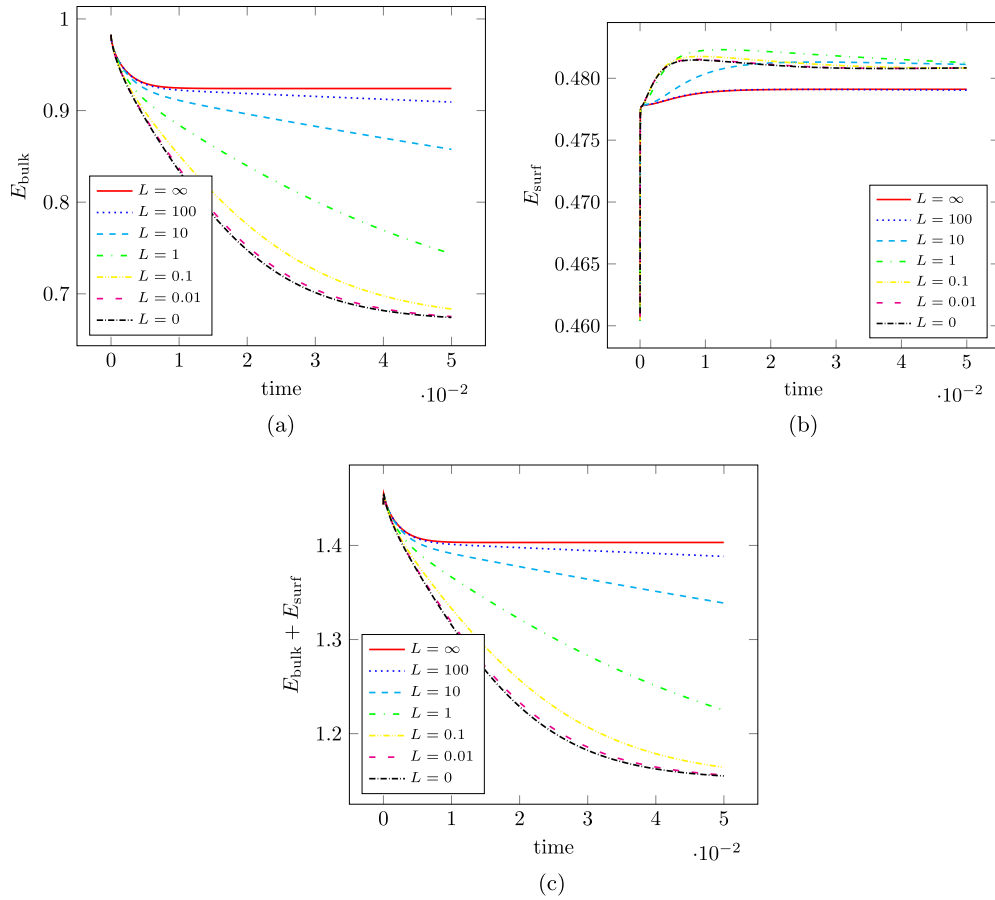 1
0.9
0.8
0.7
E_bulk
L = ∞
L = 100
L = 10
L = 1
L = 0.1
L = 0.01
L = 0
0 1 2 3 4 5
time
·10⁻²
(a)
0.480
0.475
0.470
0.465
0.460
E_surf
L = ∞
L = 100
L = 10
L = 1
L = 0.1
L = 0.01
L = 0
0 1 2 3 4 5
time
·10⁻²
(b)
1.4
1.3
1.2
E_bulk + E_surf
L = ∞
L = 100
L = 10
L = 1
L = 0.1
L = 0.01
L = 0
0 1 2 3 4 5
time
·10⁻²
(c)